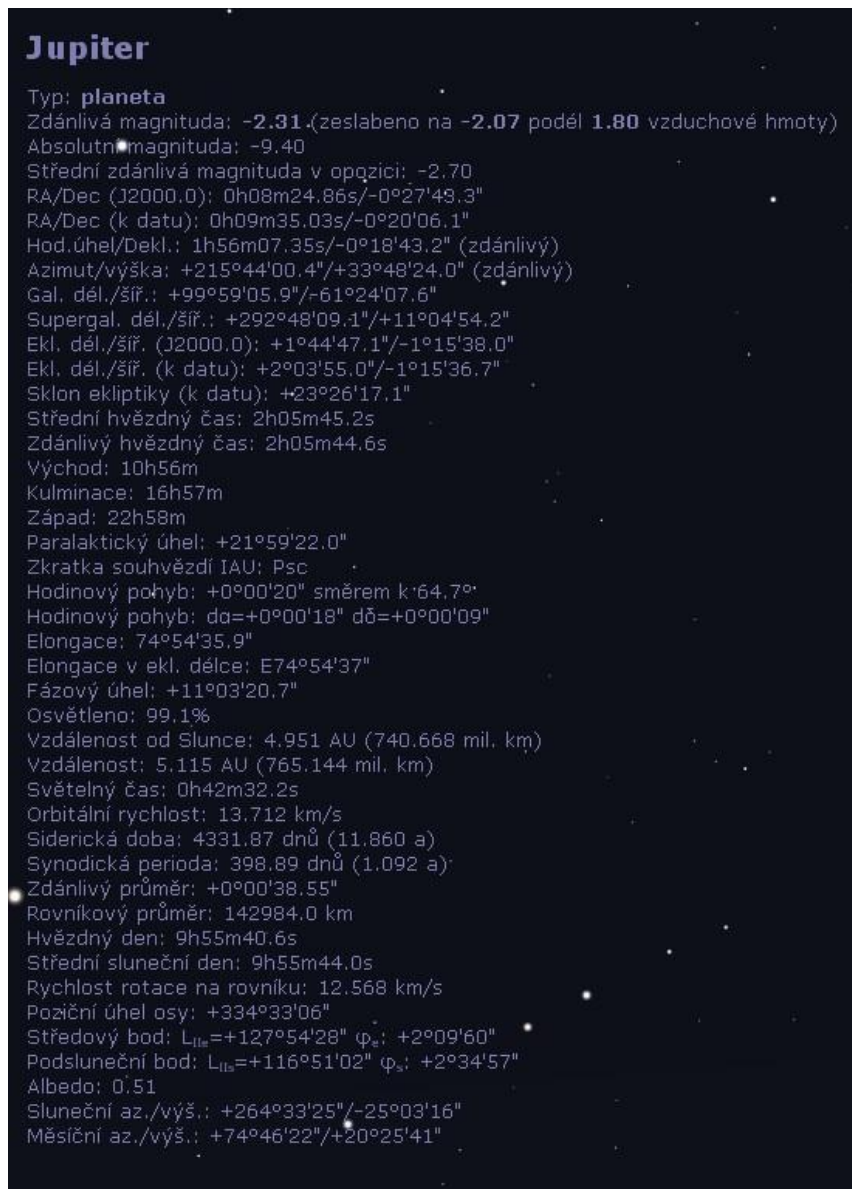 Jupiter
Typ: planeta
Zdánlivá magnituda: -2.31 (zeslabeno na -2.07 podél 1.80 vzduchové hmoty)
Absolutní magnituda: -9.40
Střední zdánlivá magnituda v opozici: -2.70
RA/Dec (J2000.0): 0h08m24.86s/-0°27'43.3"
RA/Dec (k datu): 0h09m35.03s/-0°20'06.1"
Hod.úhel/Dekl.: 1h56m07.35s/-0°18'43.2" (zdánlivý)
Azimut/výška: +215°44'00.4"/+33°48'24.0" (zdánlivý)
Gal. dél./šíř.: +99°59'05.9"/-61°24'07.6"
Supergal. dél./šíř.: +292°48'09.1"/+11°04'54.2"
Ekl. dél./šíř. (J2000.0): +1°44'47.1"/-1°15'38.0"
Ekl. dél./šíř. (k datu): +2°03'55.0"/-1°15'36.7"
Sklon ekliptiky (k datu): +23°26'17.1"
Střední hvězdný čas: 2h05m45.2s
Zdánlivý hvězdný čas: 2h05m44.6s
Východ: 10h56m
Kulminace: 16h57m
Západ: 22h58m
Paralaktický úhel: +21°59'22.0"
Zkratka souhvězdí IAU: Psc
Hodinový pohyb: +0°00'20" směrem k 64.7°
Hodinový pohyb: dα=+0°00'18" dδ=+0°00'09"
Elongace: 74°54'35.9"
Elongace v ekl. délce: E74°54'37"
Fázový úhel: +11°03'20.7"
Osvětleno: 99.1%
Vzdálenost od Slunce: 4.951 AU (740.668 mil. km)
Vzdálenost: 5.115 AU (765.144 mil. km)
Světelný čas: 0h42m32.2s
Orbitální rychlost: 13.712 km/s
Siderická doba: 4331.87 dnů (11.860 a)
Synodická perioda: 398.89 dnů (1.092 a)
Zdánlivý průměr: +0°00'38.55"
Rovníkový průměr: 142984.0 km
Hvězdný den: 9h55m40.6s
Střední sluneční den: 9h55m44.0s
Rychlost rotace na rovníku: 12.568 km/s
Poziční úhel osy: +334°33'06"
Středový bod: L_IIe=+127°54'28" φ_e: +2°09'60"
Podsluneční bod: L_IIs=+116°51'02" φ_s: +2°34'57"
Albedo: 0.51
Sluneční az./výš.: +264°33'25"/-25°03'16"
Měsíční az./výš.: +74°46'22"/+20°25'41"